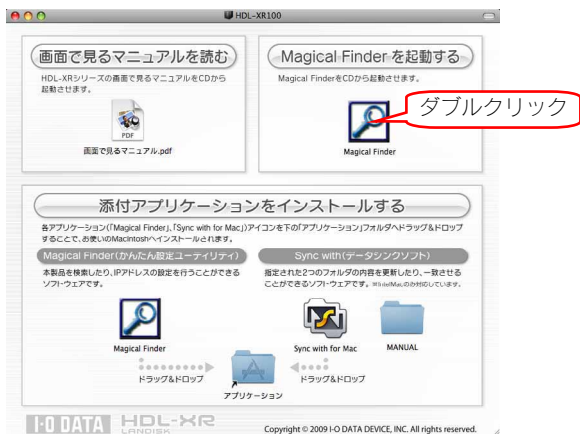 HDL-XR100
画面で見るマニュアルを読む
HDL-XRシリーズの画面で見るマニュアルをCDから
起動させます。
PDF
画面で見るマニュアル.pdf
Magical Finder を起動する
Magical FinderをCDから起動させます。
Magical Finder
ダブルクリック
添付アプリケーションをインストールする
各アプリケーション(「Magical Finder」、「Sync with for Mac」)アイコンを下の「アプリケーション」フォルダへドラッグ&ドロップ
することで、お使いのMacintoshへインストールされます。
Magical Finder(かんたん設定ユーティリティ)
本製品を検索したり、IPアドレスの設定を行うことができる
ソフトウェアです。
Magical Finder
ドラッグ&ドロップ
Sync with(データシンクソフト)
指定された2つのフォルダの内容を更新したり、一致させる
ことができるソフトウェアです。※IntelMacのみ対応しています。
Sync with for Mac
MANUAL
ドラッグ&ドロップ
アプリケーション
I-O DATA
HDL-XR
LANDISK
Copyright © 2009 I-O DATA DEVICE, INC. All rights reserved.